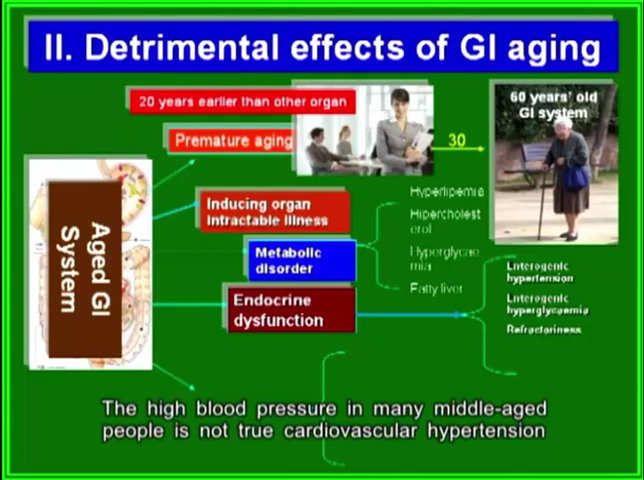 II. Detrimental effects of GI aging
20 years earlier than other organ
Premature aging
30
60 years' old
GI system
Aged GI
System
Inducing organ
Intractable Illness
Metabolic
disorder
Endocrine
dysfunction
Hyperlipemia
Hipercholest
erol
Hyperglycae
mia
Fatty liver
Enterogenic
hypertension
Enterogenic
hyperglycaemia
Refractoriness
The high blood pressure in many middle-aged
people is not true cardiovascular hypertension